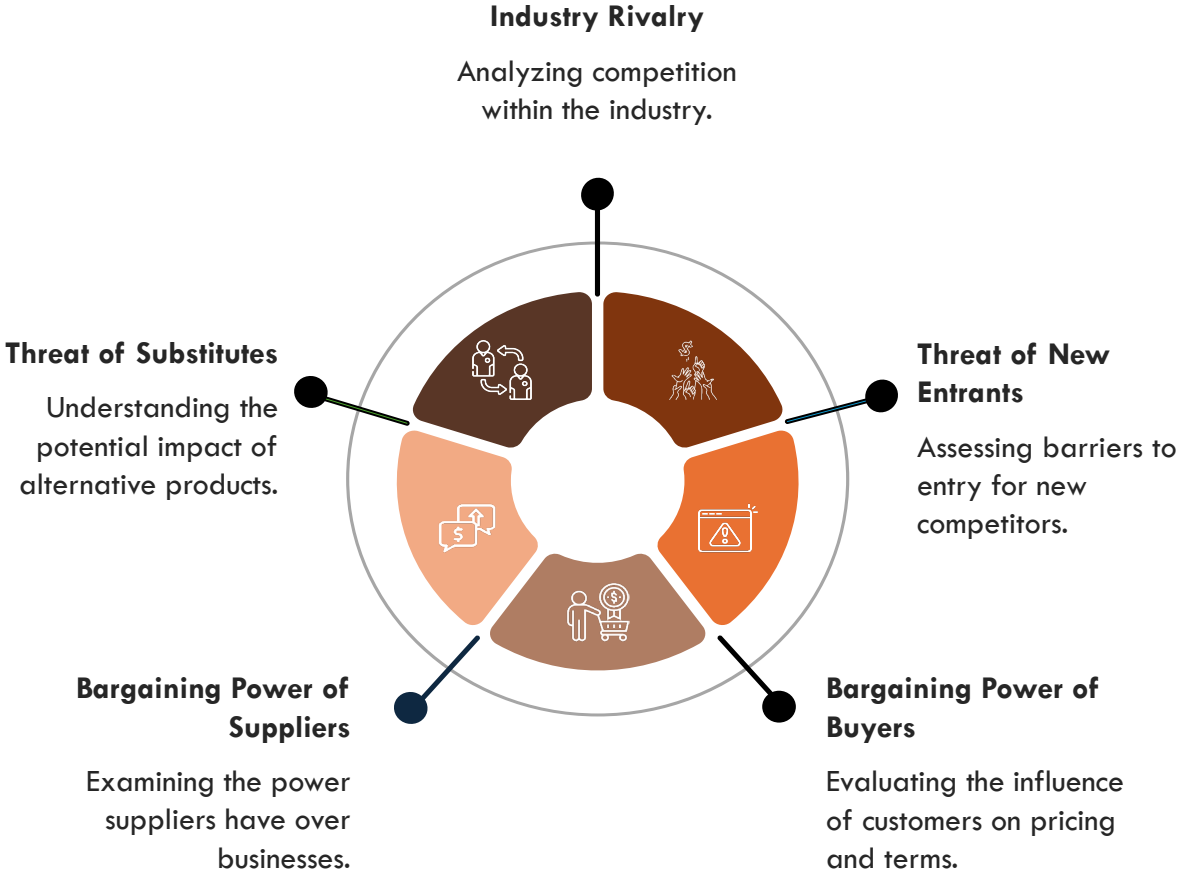 Industry Rivalry
Analyzing competition
within the industry.
Threat of Substitutes
Understanding the
potential impact of
alternative products.
Threat of New
Entrants
Assessing barriers to
entry for new
competitors.
$
$
$
Bargaining Power of
Suppliers
Examining the power
suppliers have over
businesses.
Bargaining Power of
Buyers
Evaluating the influence
of customers on pricing
and terms.